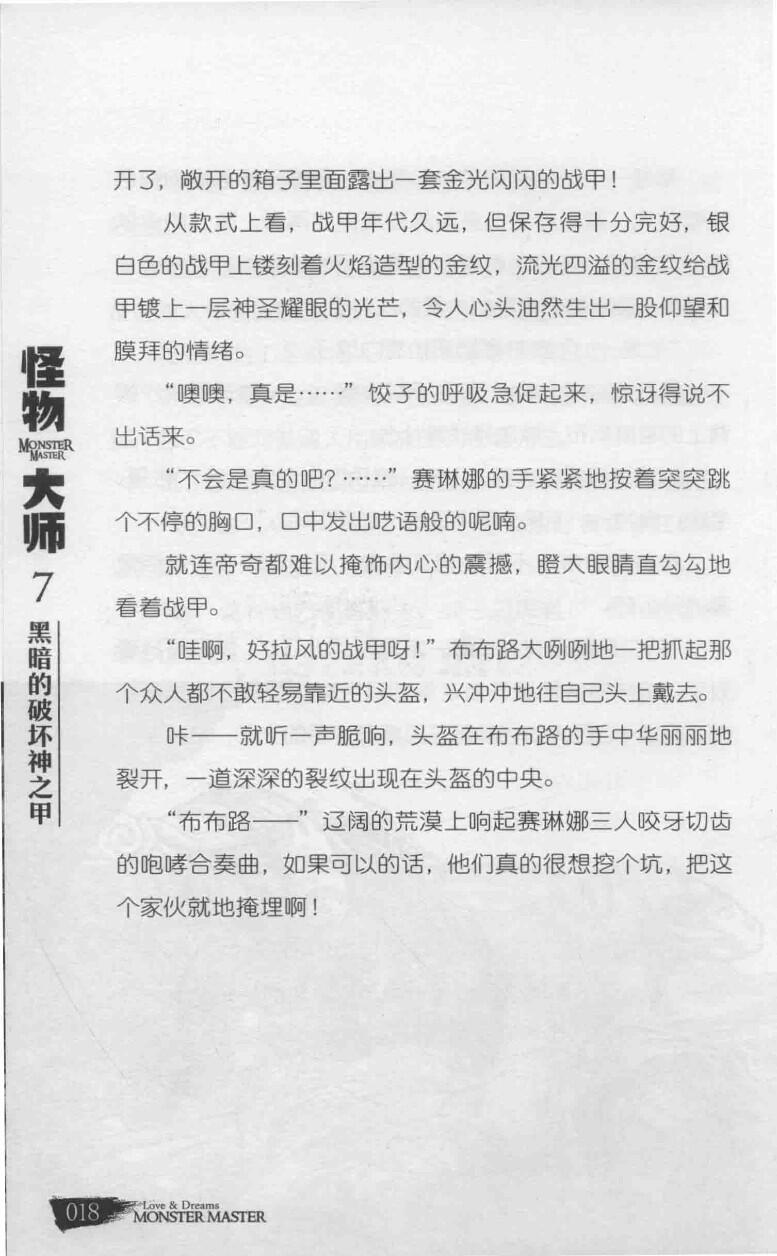 开了，敞开的箱子里面露出一套金光闪闪的战甲！
从款式上看，战甲年代久远，但保存得十分完好，银
白色的战甲上镂刻着火焰造型的金纹，流光四溢的金纹给战
甲镀上一层神圣耀眼的光芒，令人心头油然生出一股仰望和
膜拜的情绪。
“噢噢，真是……”饺子的呼吸急促起来，惊讶得说不
出话来。
“不会是真的吧？……”赛琳娜的手紧紧地按着突突跳
个不停的胸口，口中发出呓语般的呢喃。
就连帝奇都难以掩饰内心的震撼，瞪大眼睛直勾勾地
看着战甲。
“哇啊，好拉风的战甲呀！”布布路大咧咧地一把抓起那
个众人都不敢轻易靠近的头盔，兴冲冲地往自己头上戴去。
咔——就听一声脆响，头盔在布布路的手中华丽丽地
裂开，一道深深的裂纹出现在头盔的中央。
“布布路——”辽阔的荒漠上响起赛琳娜三人咬牙切齿
的咆哮合奏曲，如果可以的话，他们真的很想挖个坑，把这
个家伙就地掩埋啊！
怪物
MONSTER
MASTER
大师
7
黑暗的破坏神之甲
018
Love & Dreams
MONSTER MASTER